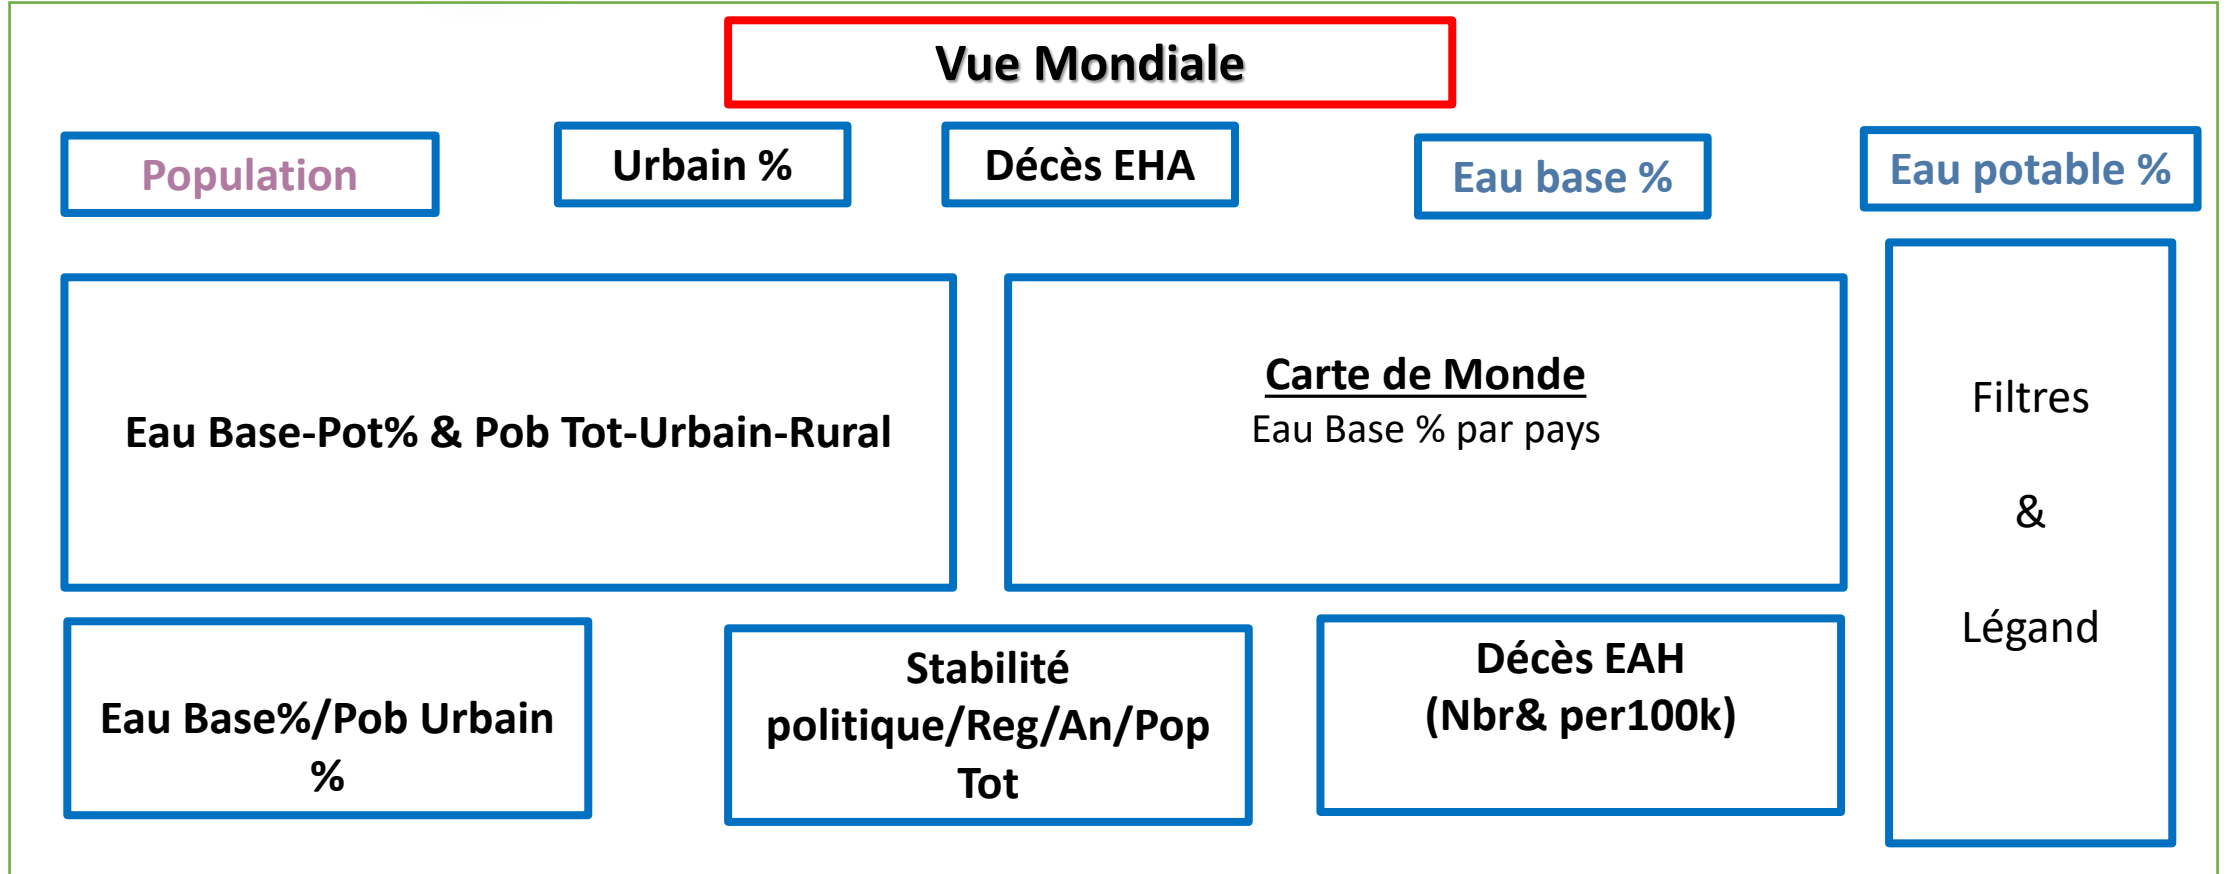 Vue Mondiale
Population
Urbain %
Décès EHA
Eau base %
Eau potable %
Eau Base-Pot% & Pob Tot-Urbain-Rural
Carte de Monde
Eau Base % par pays
Filtres
&
Légand
Eau Base%/Pob Urbain
%
Stabilité
politique/Reg/An/Pop
Tot
Décès EAH
(Nbr& per100k)